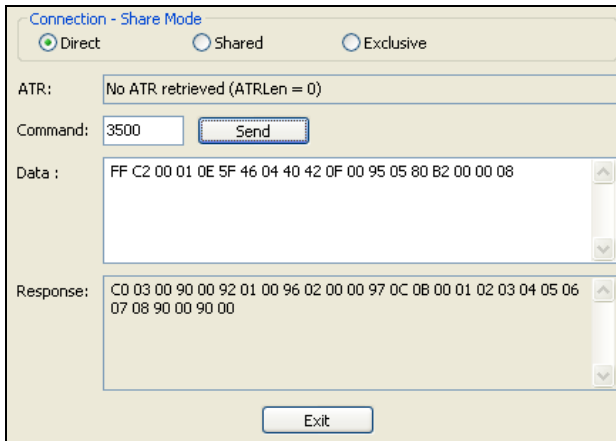 Connection - Share Mode
Direct Shared Exclusive
ATR: No ATR retrieved (ATRLen = 0)
Command: 3500 Send
Data : FF C2 00 01 0E 5F 46 04 40 42 0F 00 95 05 80 B2 00 00 08
Response: C0 03 00 90 00 92 01 00 96 02 00 00 97 0C 0B 00 01 02 03 04 05 06
07 08 90 00 90 00
Exit